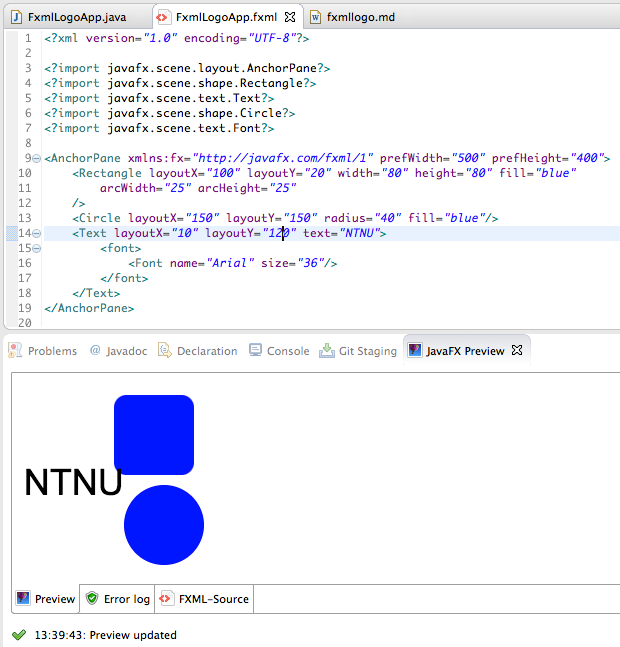 FxmlLogoApp.java FxmlLogoApp.fxml fxmllogo.md
1 <?xml version="1.0" encoding="UTF-8"?>
2
3 <?import javafx.scene.layout.AnchorPane?>
4 <?import javafx.scene.shape.Rectangle?>
5 <?import javafx.scene.text.Text?>
6 <?import javafx.scene.shape.Circle?>
7 <?import javafx.scene.text.Font?>
8
9 <AnchorPane xmlns:fx="http://javafx.com/fxml/1" prefWidth="500" prefHeight="400">
10 <Rectangle layoutX="100" layoutY="20" width="80" height="80" fill="blue"
11 arcWidth="25" arcHeight="25"
12 />
13 <Circle layoutX="150" layoutY="150" radius="40" fill="blue"/>
14 <Text layoutX="10" layoutY="120" text="NTNU">
15 <font>
16 <Font name="Arial" size="36"/>
17 </font>
18 </Text>
19 </AnchorPane>
20
Problems Javadoc Declaration Console Git Staging JavaFX Preview
NTNU
Preview Error log FXML-Source
13:39:43: Preview updated